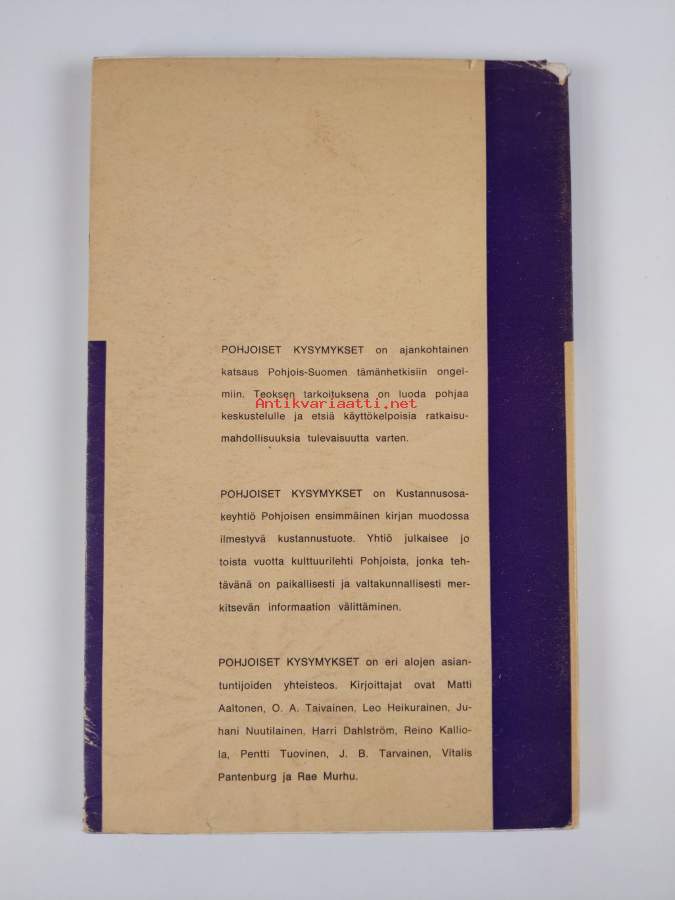 POHJOISET KYSYMYKSET on ajankohtainen
katsaus Pohjois-Suomen tämänhetkisiin ongel-
miin. Teoksen tarkoituksena on luoda pohjaa
Antikvariaatti.net
keskustelulle ja etsiä käyttökelpoisia ratkaisu-
mahdollisuuksia tulevaisuutta varten.
POHJOISET KYSYMYKSET on Kustannusosa-
keyhtiö Pohjoisen ensimmäinen kirjan muodossa
ilmestyvä kustannustuote. Yhtiö julkaisee jo
toista vuotta kulttuurilehti Pohjoista, jonka teh-
tävänä on paikallisesti ja valtakunnallisesti mer-
kitsevän informaation välittäminen.
POHJOISET KYSYMYKSET on eri alojen asian-
tuntijoiden yhteisteos. Kirjoittajat ovat Matti
Aaltonen, O. A. Taivainen, Leo Heikurainen, Ju-
hani Nuutilainen, Harri Dahlström, Reino Kallio-
la, Pentti Tuovinen, J. B. Tarvainen, Vitalis
Pantenburg ja Rae Murhu.